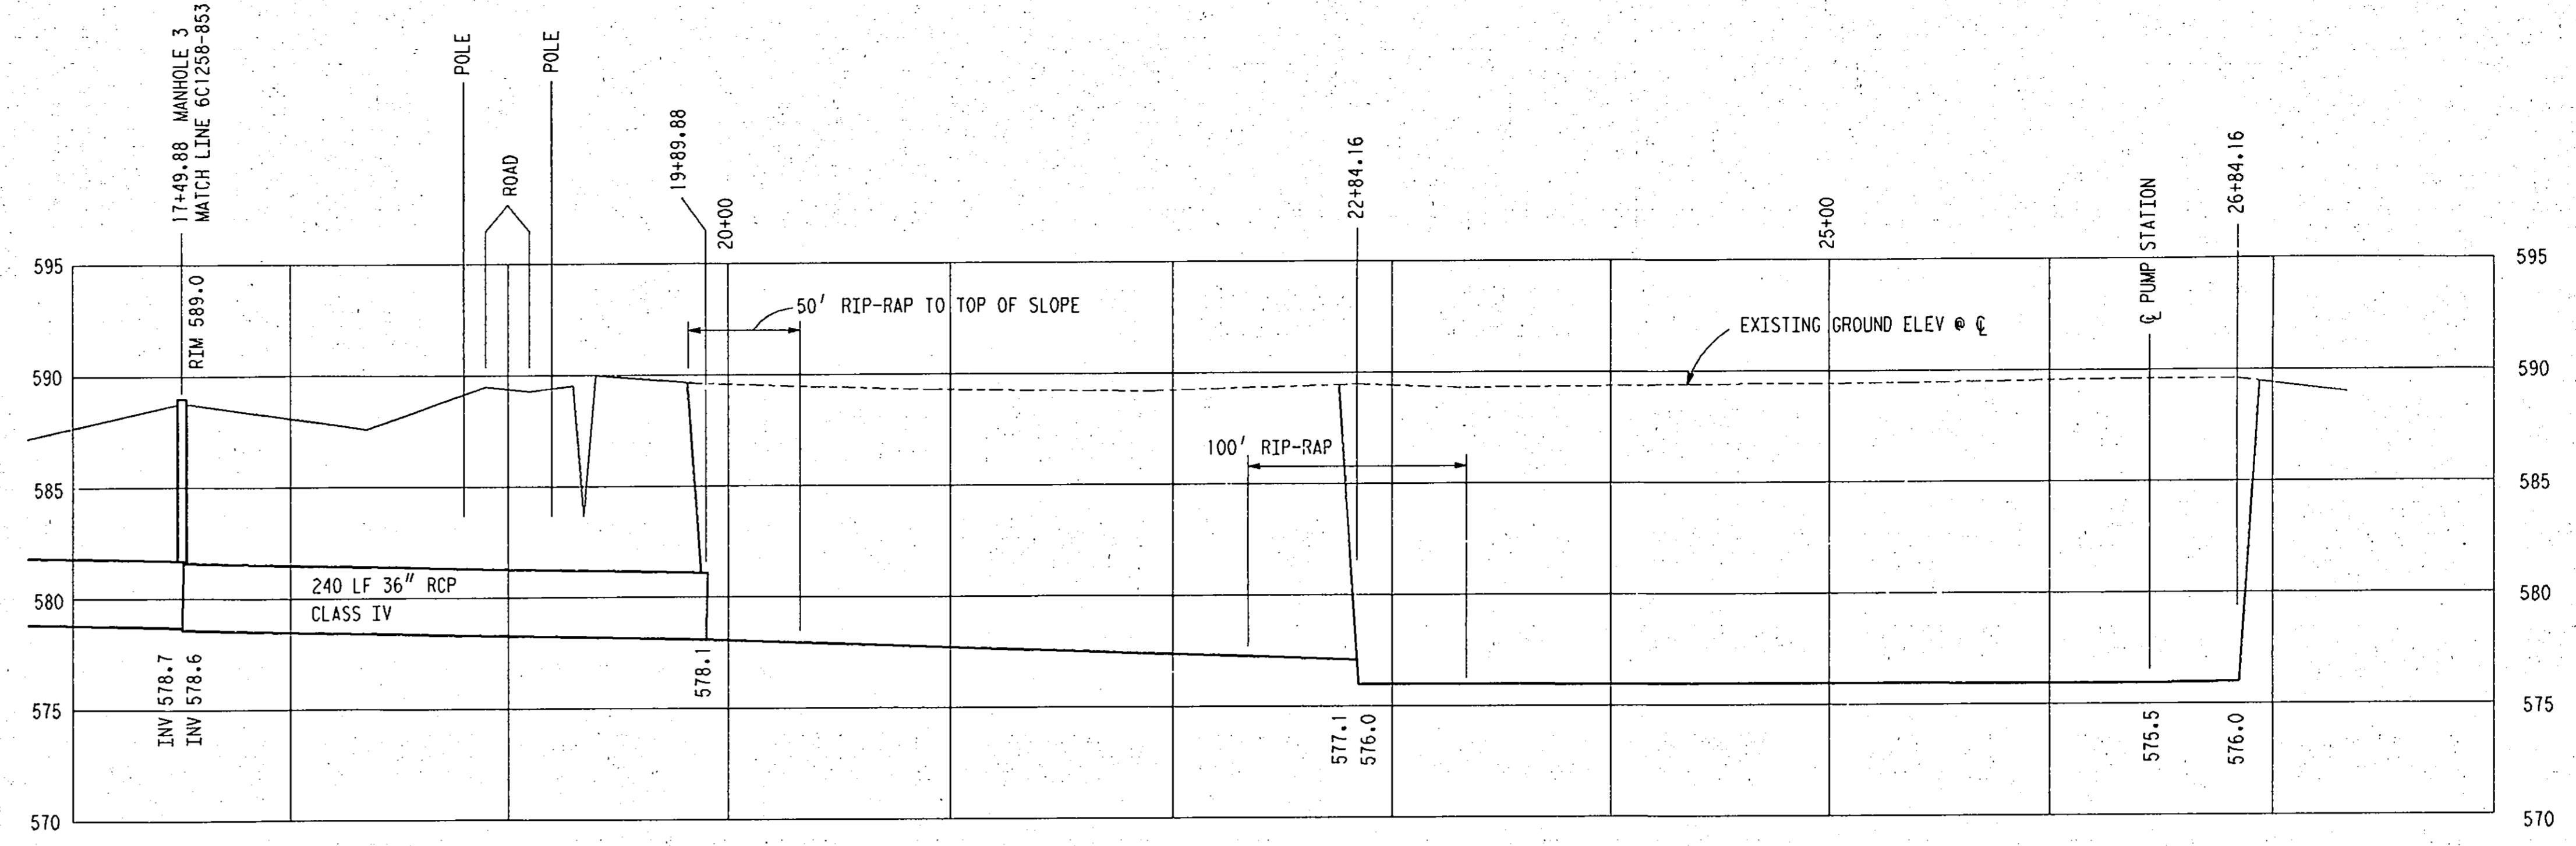 17+49.88 MANHOLE 3
MATCH LINE 6C1258-853
RIM 589.0
POLE
ROAD
POLE
19+89.88
20+00
22+84.16
25+00
℄ PUMP STATION
26+84.16
595
595
50' RIP-RAP TO TOP OF SLOPE
EXISTING GROUND ELEV @ ℄
590
590
100' RIP-RAP
585
585
240 LF 36" RCP
CLASS IV
580
580
INV 578.7
INV 578.6
578.1
577.1
576.0
575.5
576.0
575
575
570
570